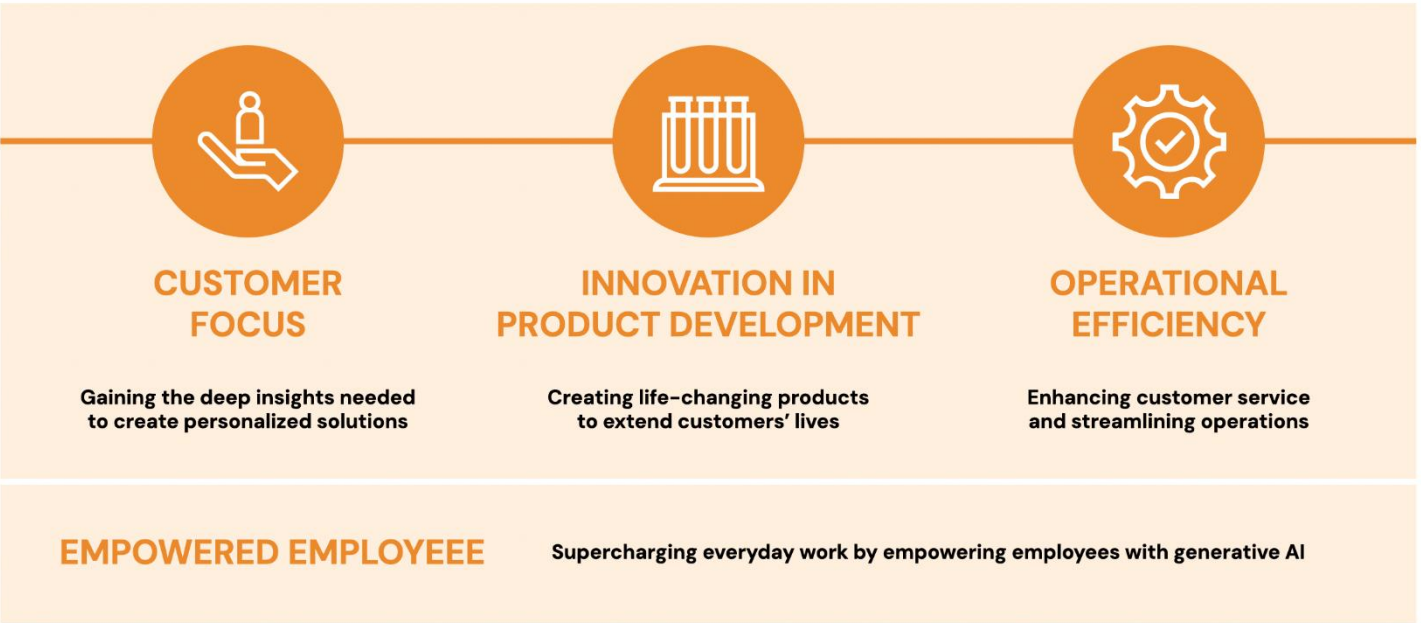 CUSTOMER
FOCUS
Gaining the deep insights needed
to create personalized solutions
INNOVATION IN
PRODUCT DEVELOPMENT
Creating life-changing products
to extend customers’ lives
OPERATIONAL
EFFICIENCY
Enhancing customer service
and streamlining operations
EMPOWERED EMPLOYEEE
Supercharging everyday work by empowering employees with generative AI